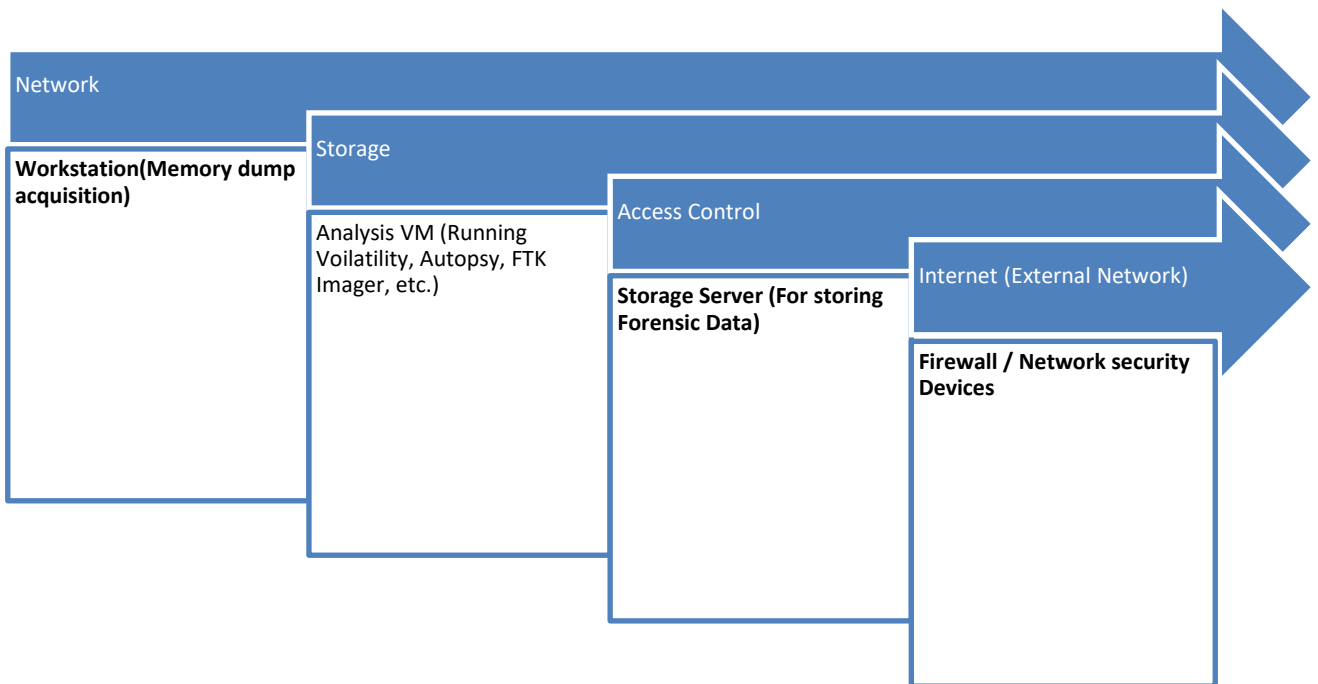 Network
Workstation(Memory dump
acquisition)
Storage
Analysis VM (Running
Voilatility, Autopsy, FTK
Imager, etc.)
Access Control
Storage Server (For storing
Forensic Data)
Internet (External Network)
Firewall / Network security
Devices